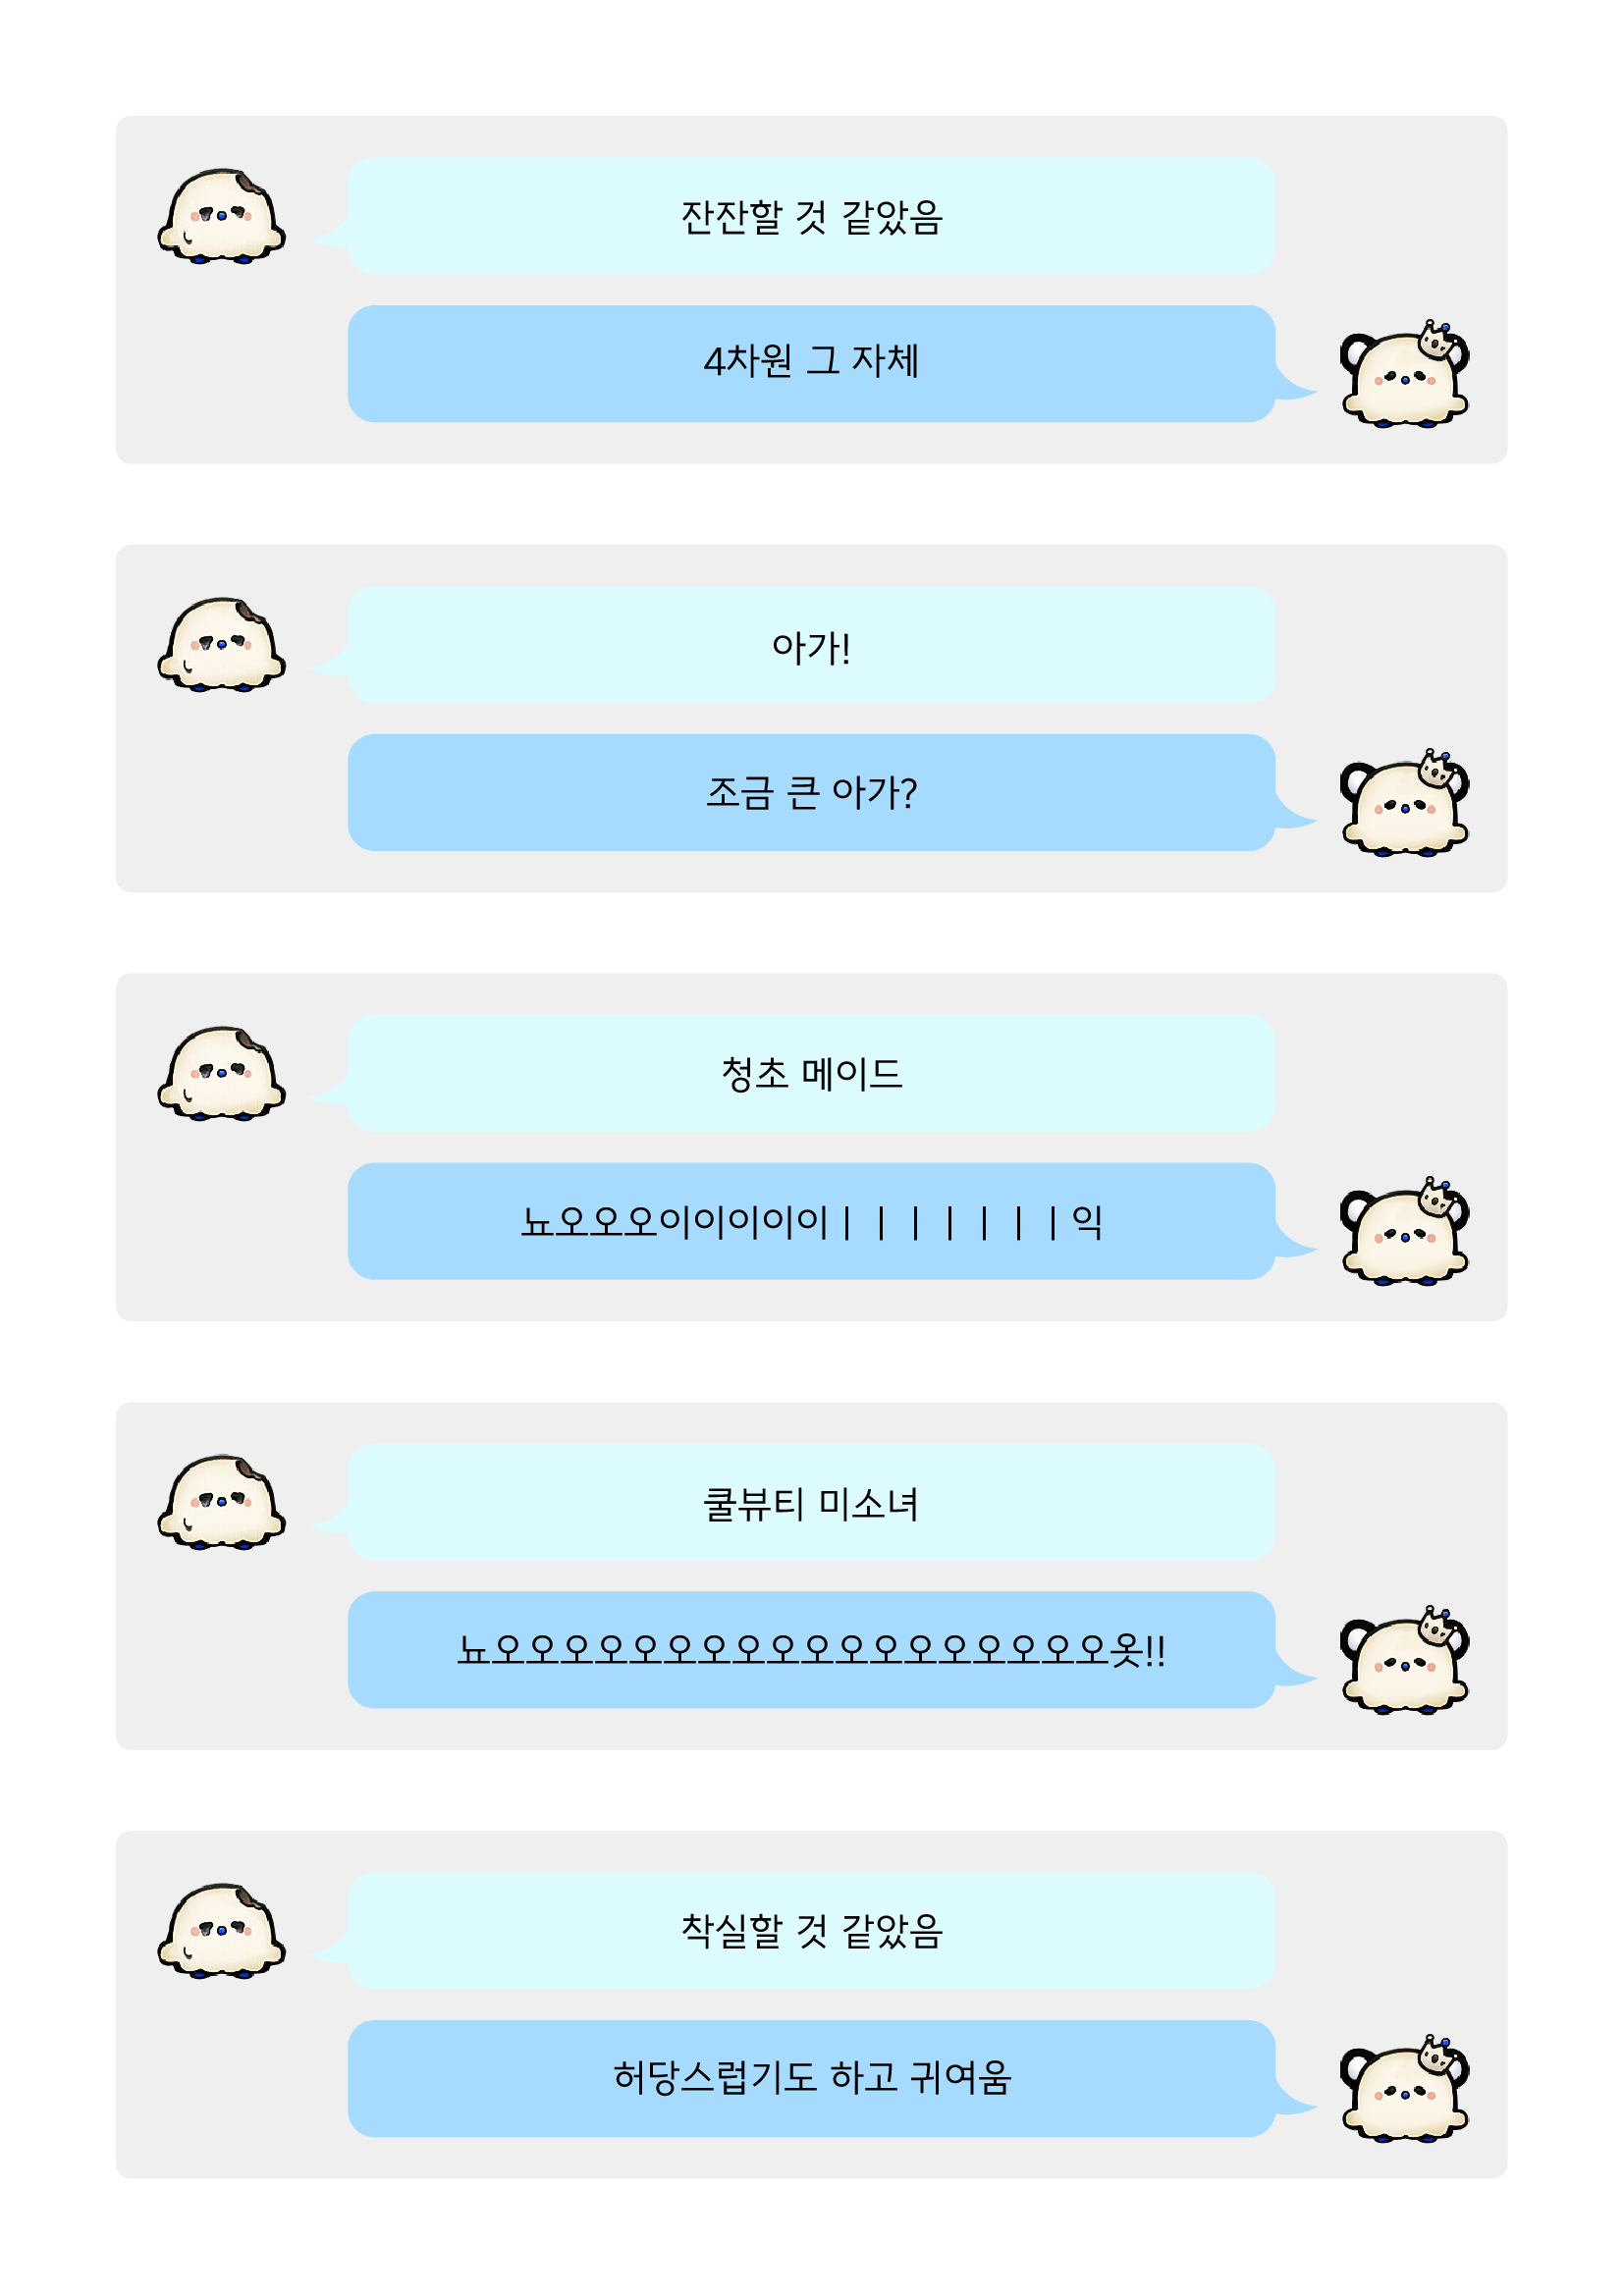 잔잔할 것 같았음
4차원 그 자체
아가!
조금 큰 아가?
청초 메이드
뇨오오오이이이이이ㅣㅣㅣㅣㅣㅣㅣ익
쿨뷰티 미소녀
뇨오오오오오오오오오오오오오오오오오오옷!!
착실할 것 같았음
허당스럽기도 하고 귀여움